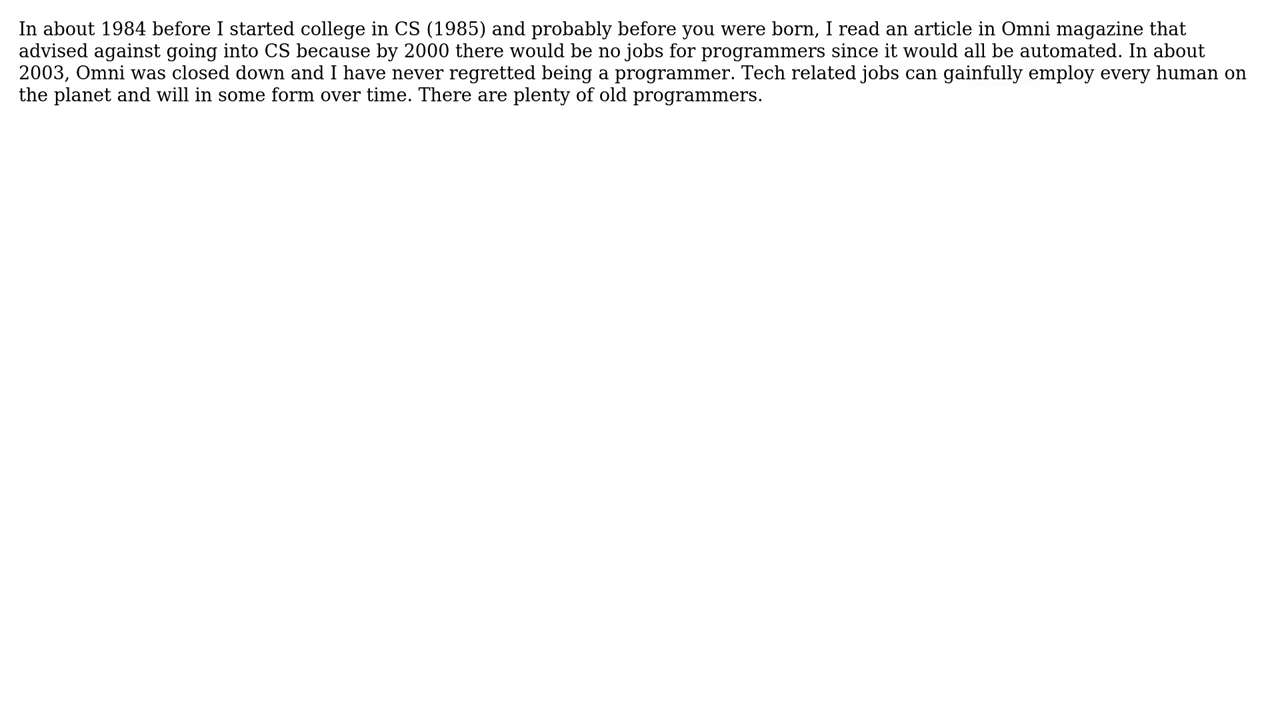 In about 1984 before I started college in CS (1985) and probably before you were born, I read an article in Omni magazine that
advised against going into CS because by 2000 there would be no jobs for programmers since it would all be automated. In about
2003, Omni was closed down and I have never regretted being a programmer. Tech related jobs can gainfully employ every human on
the planet and will in some form over time. There are plenty of old programmers.